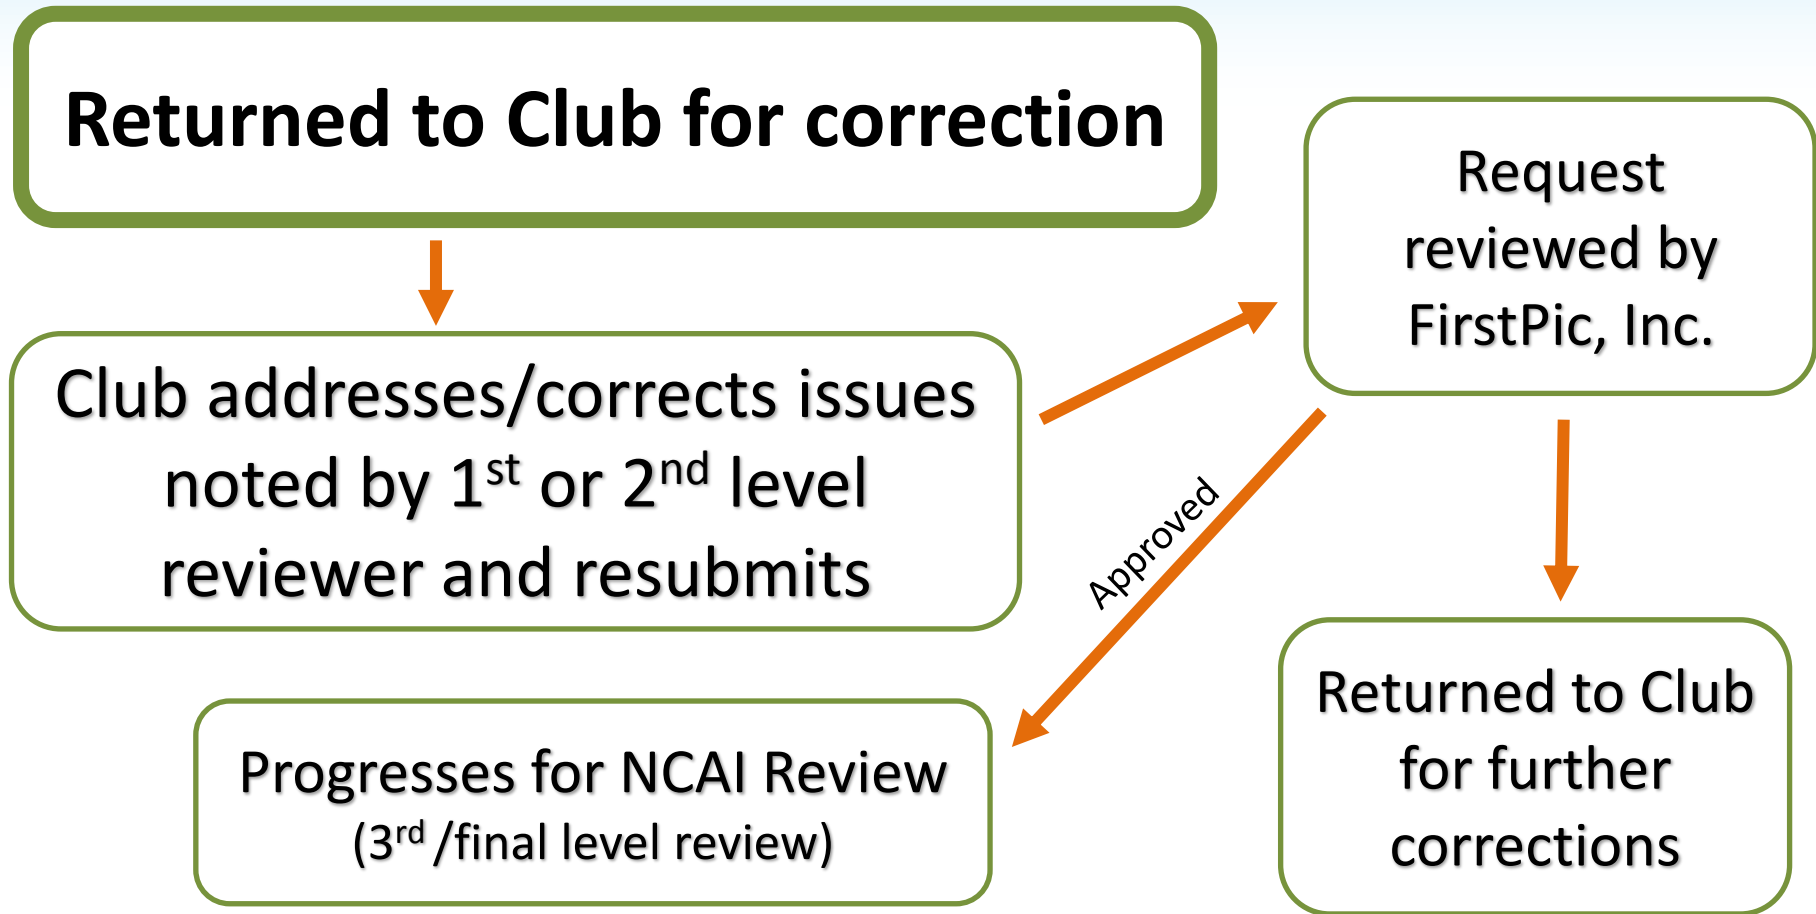 Returned to Club for correction
Club addresses/corrects issues
noted by 1st or 2nd level
reviewer and resubmits
Request
reviewed by
FirstPic, Inc.
Approved
Progresses for NCAI Review
(3rd/final level review)
Returned to Club
for further
corrections